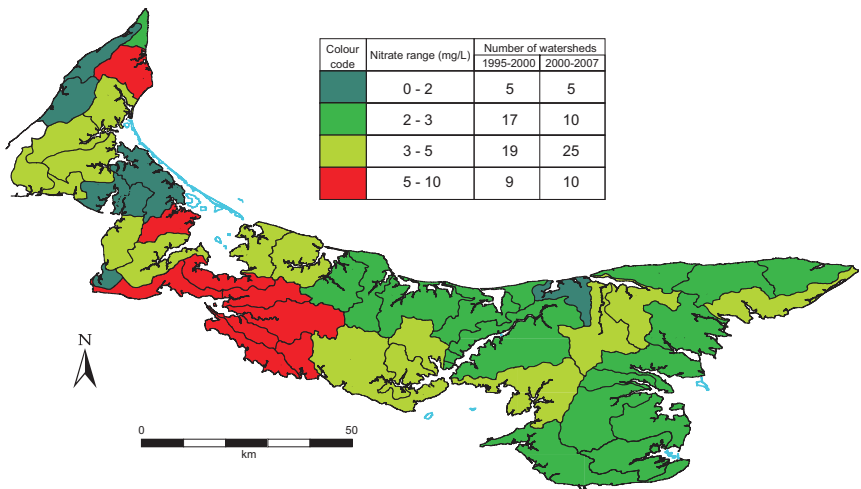 Colour code
Nitrate range (mg/L)
Number of watersheds
1995-2000
2000-2007
0 - 2
5
5
2 - 3
17
10
3 - 5
19
25
5 - 10
9
10
N
0
50
km